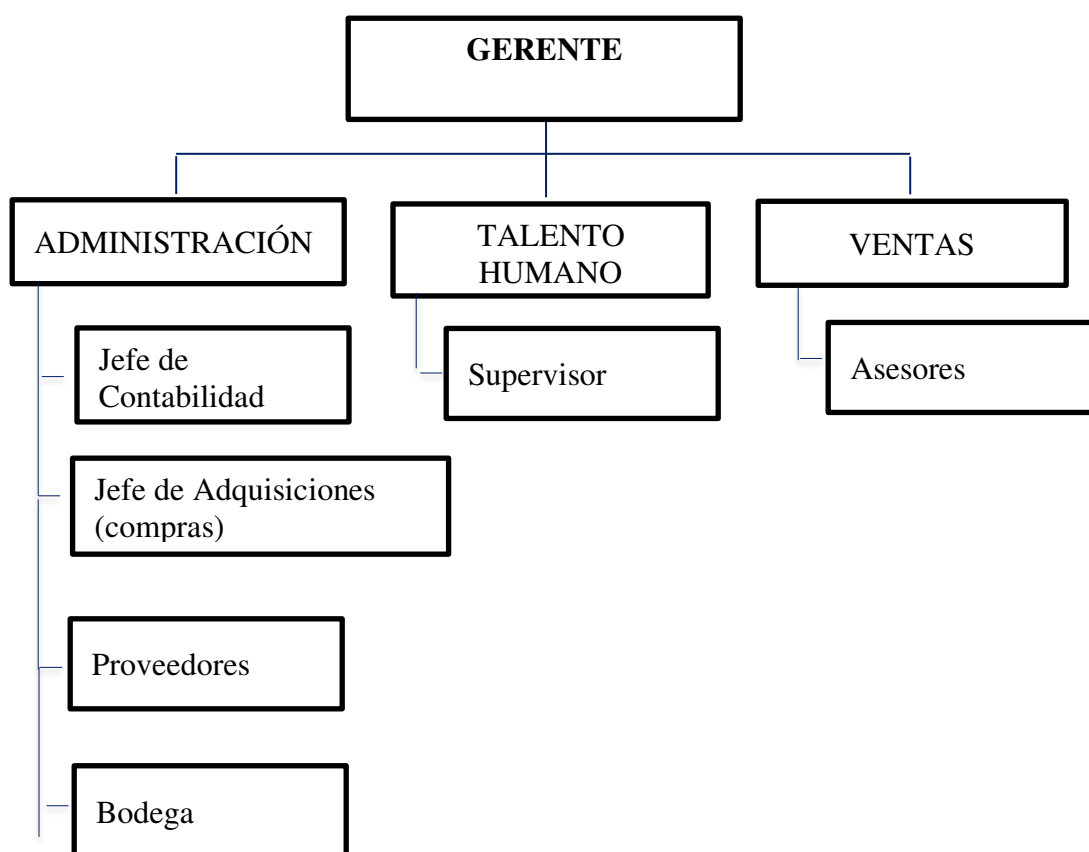 GERENTE
ADMINISTRACIÓN
TALENTO
HUMANO
VENTAS
Jefe de
Contabilidad
Supervisor
Asesores
Jefe de Adquisiciones
(compras)
Proveedores
Bodega